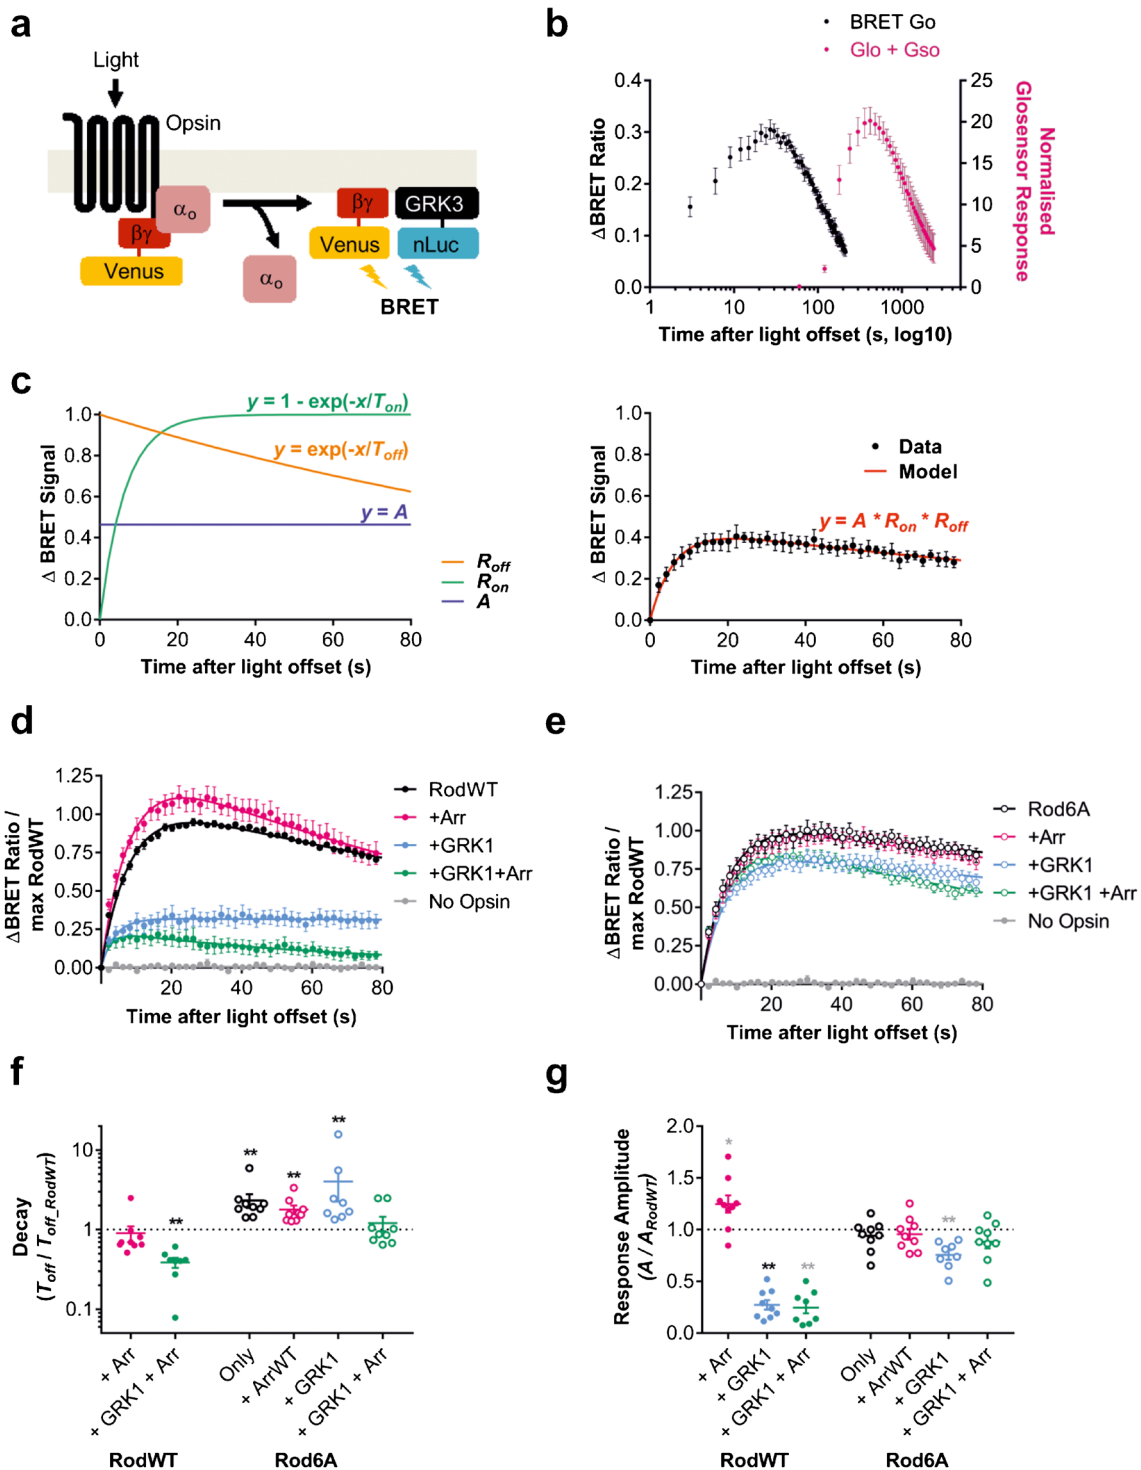 a
Light
Opsin
αo
βγ
Venus
αo
βγ
GRK3
Venus
nLuc
BRET
b
BRET Go
Glo + Gso
0.4
0.3
0.2
0.1
0.0
ΔBRET Ratio
25
20
15
10
5
0
Normalised
Glosensor Response
1 10 100 1000
Time after light offset (s, log10)
c
y = 1 - exp(-x/Ton)
y = exp(-x/Toff)
y = A
1.0
0.8
0.6
0.4
0.2
0.0
Δ BRET Signal
Roff
Ron
A
0 20 40 60 80
Time after light offset (s)
1.0
0.8
0.6
0.4
0.2
0.0
Δ BRET Signal
Data
Model
y = A * Ron * Roff
0 20 40 60 80
Time after light offset (s)
d
1.25
1.00
0.75
0.50
0.25
0.00
ΔBRET Ratio /
max RodWT
RodWT
+Arr
+GRK1
+GRK1+Arr
No Opsin
20 40 60 80
Time after light offset (s)
e
1.25
1.00
0.75
0.50
0.25
0.00
ΔBRET Ratio /
max RodWT
Rod6A
+Arr
+GRK1
+GRK1 +Arr
No Opsin
20 40 60 80
Time after light offset (s)
f
Decay
(Toff / Toff_RodWT)
10
1
0.1
**
**
**
**
+ Arr
+ GRK1 + Arr
Only
+ ArrWT
+ GRK1
+ GRK1 + Arr
RodWT
Rod6A
g
Response Amplitude
(A / ARodWT)
2.0
1.5
1.0
0.5
0.0
*
**
**
**
+ Arr
+ GRK1
+ GRK1 + Arr
Only
+ ArrWT
+ GRK1
+ GRK1 + Arr
RodWT
Rod6A